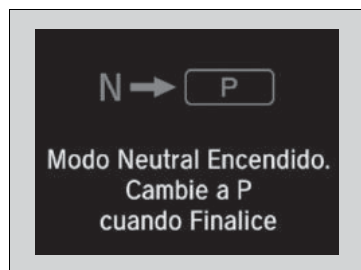 N → P
Modo Neutral Encendido.
Cambie a P
cuando Finalice